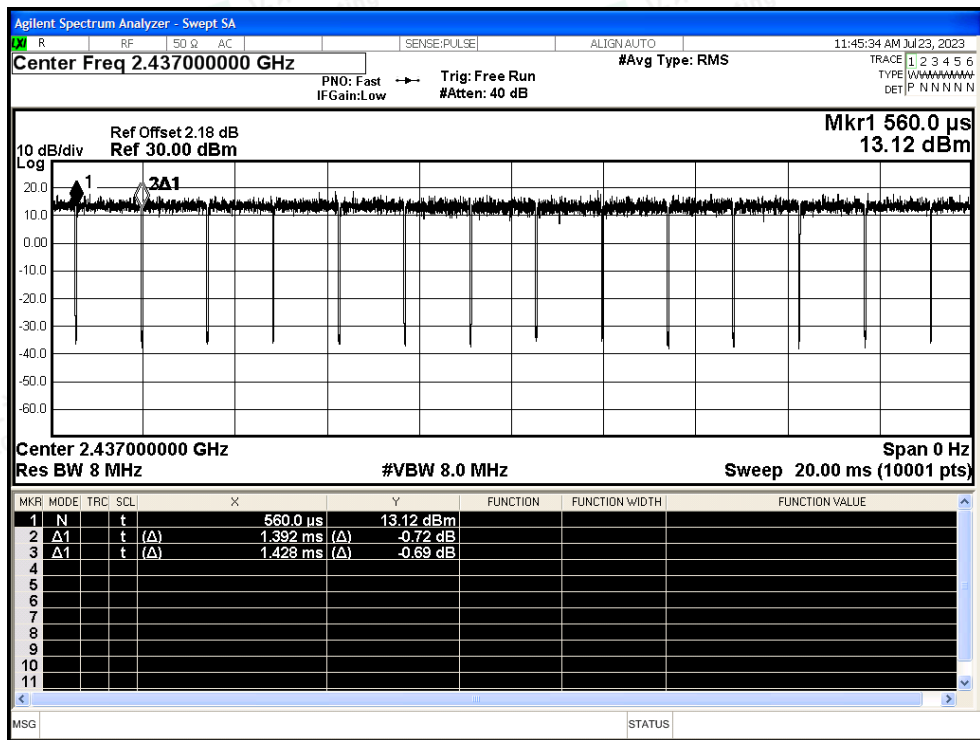 Agilent Spectrum Analyzer - Swept SA
LXI R RF 50 Ω AC SENSE:PULSE ALIGN AUTO 11:45:34 AM Jul 23, 2023
Center Freq 2.437000000 GHz #Avg Type: RMS TRACE 1 2 3 4 5 6
PNO: Fast Trig: Free Run TYPE WWWWWW
IFGain:Low #Atten: 40 dB DET P N N N N N
Mkr1 560.0 µs
Ref Offset 2.18 dB
10 dB/div Ref 30.00 dBm 13.12 dBm
Log
1 2Δ1
20.0
10.0
0.00
-10.0
-20.0
-30.0
-40.0
-50.0
-60.0
Center 2.437000000 GHz Span 0 Hz
Res BW 8 MHz #VBW 8.0 MHz Sweep 20.00 ms (10001 pts)
MKR MODE TRC SCL X Y FUNCTION FUNCTION WIDTH FUNCTION VALUE
1 N t 560.0 µs 13.12 dBm
2 Δ1 t (Δ) 1.392 ms (Δ) -0.72 dB
3 Δ1 t (Δ) 1.428 ms (Δ) -0.69 dB
4
5
6
7
8
9
10
11
MSG STATUS